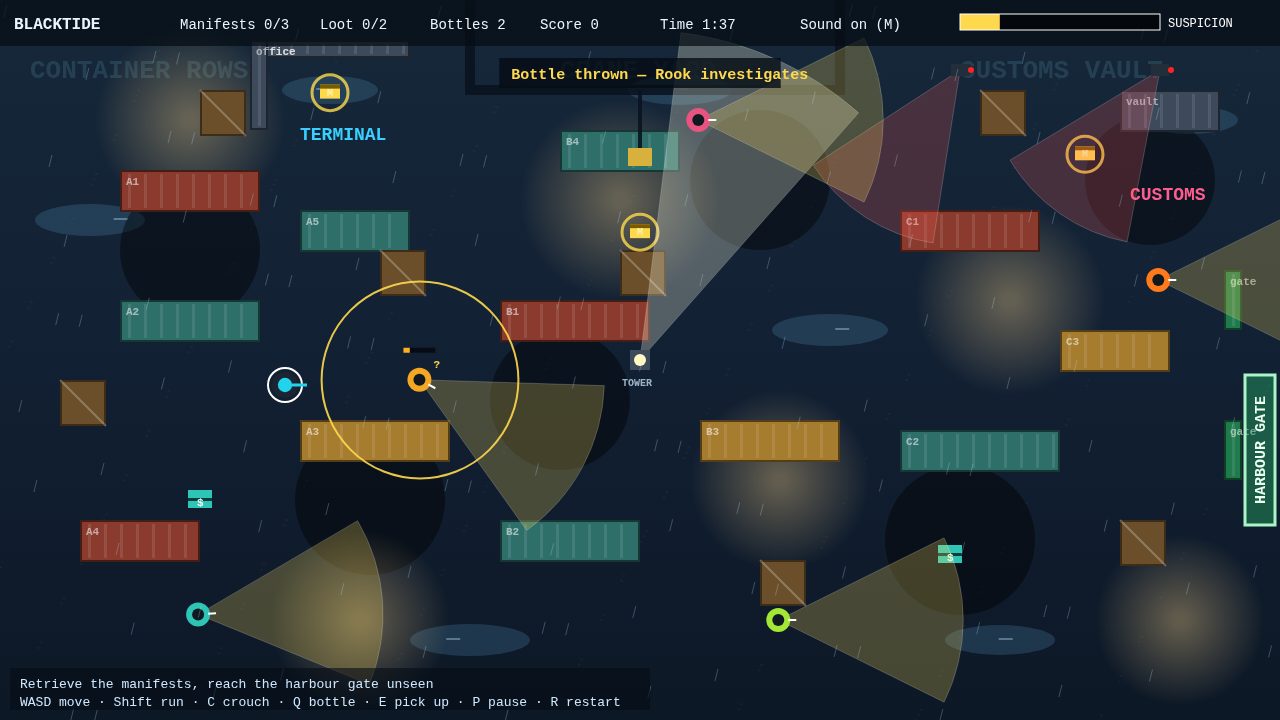 BLACKTIDE
Manifests 0/3
Loot 0/2
Bottles 2
Score 0
Time 1:37
Sound on (M)
SUSPICION
office
CONTAINER ROWS
Bottle thrown — Rook investigates
CUSTOMS VAULT
M
vault
TERMINAL
B4
M
A1
CUSTOMS
A5
C1
M
gate
A2
B1
C3
?
TOWER
A3
B3
C2
gate
HARBOUR GATE
$
A4
B2
$
Retrieve the manifests, reach the harbour gate unseen
WASD move · Shift run · C crouch · Q bottle · E pick up · P pause · R restart